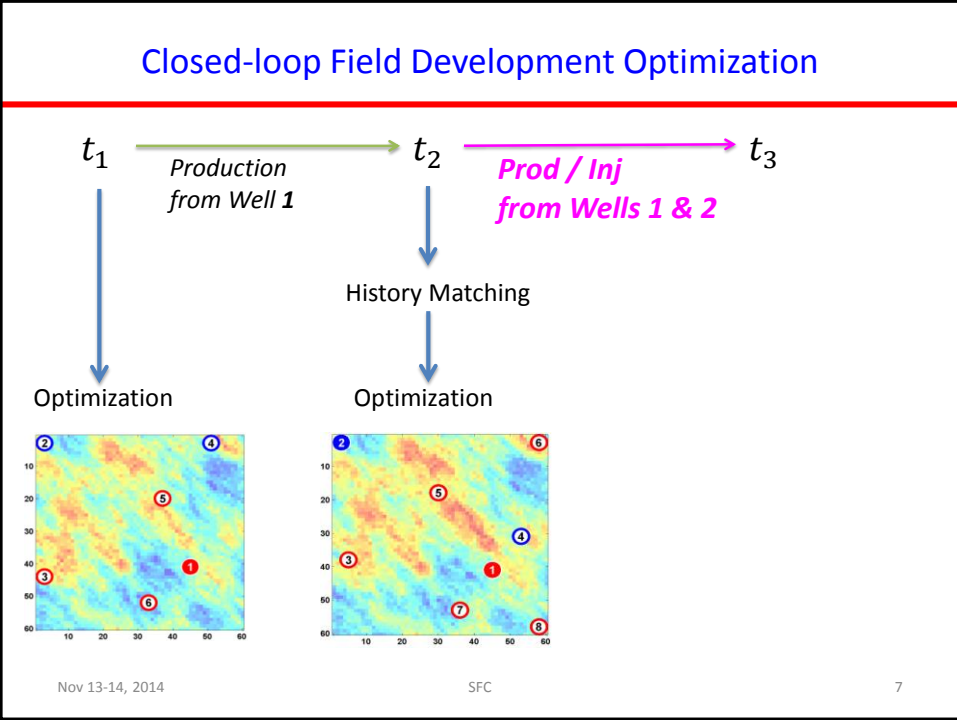 Closed-loop Field Development Optimization
t₁
Production
from Well 1
t₂
Prod / Inj
from Wells 1 & 2
t₃
History Matching
Optimization
Optimization
2
4
5
1
3
6
10
20
30
40
50
60
10 20 30 40 50 60
2
6
5
4
3
1
7
8
10
20
30
40
50
60
10 20 30 40 50 60
Nov 13-14, 2014
SFC
7